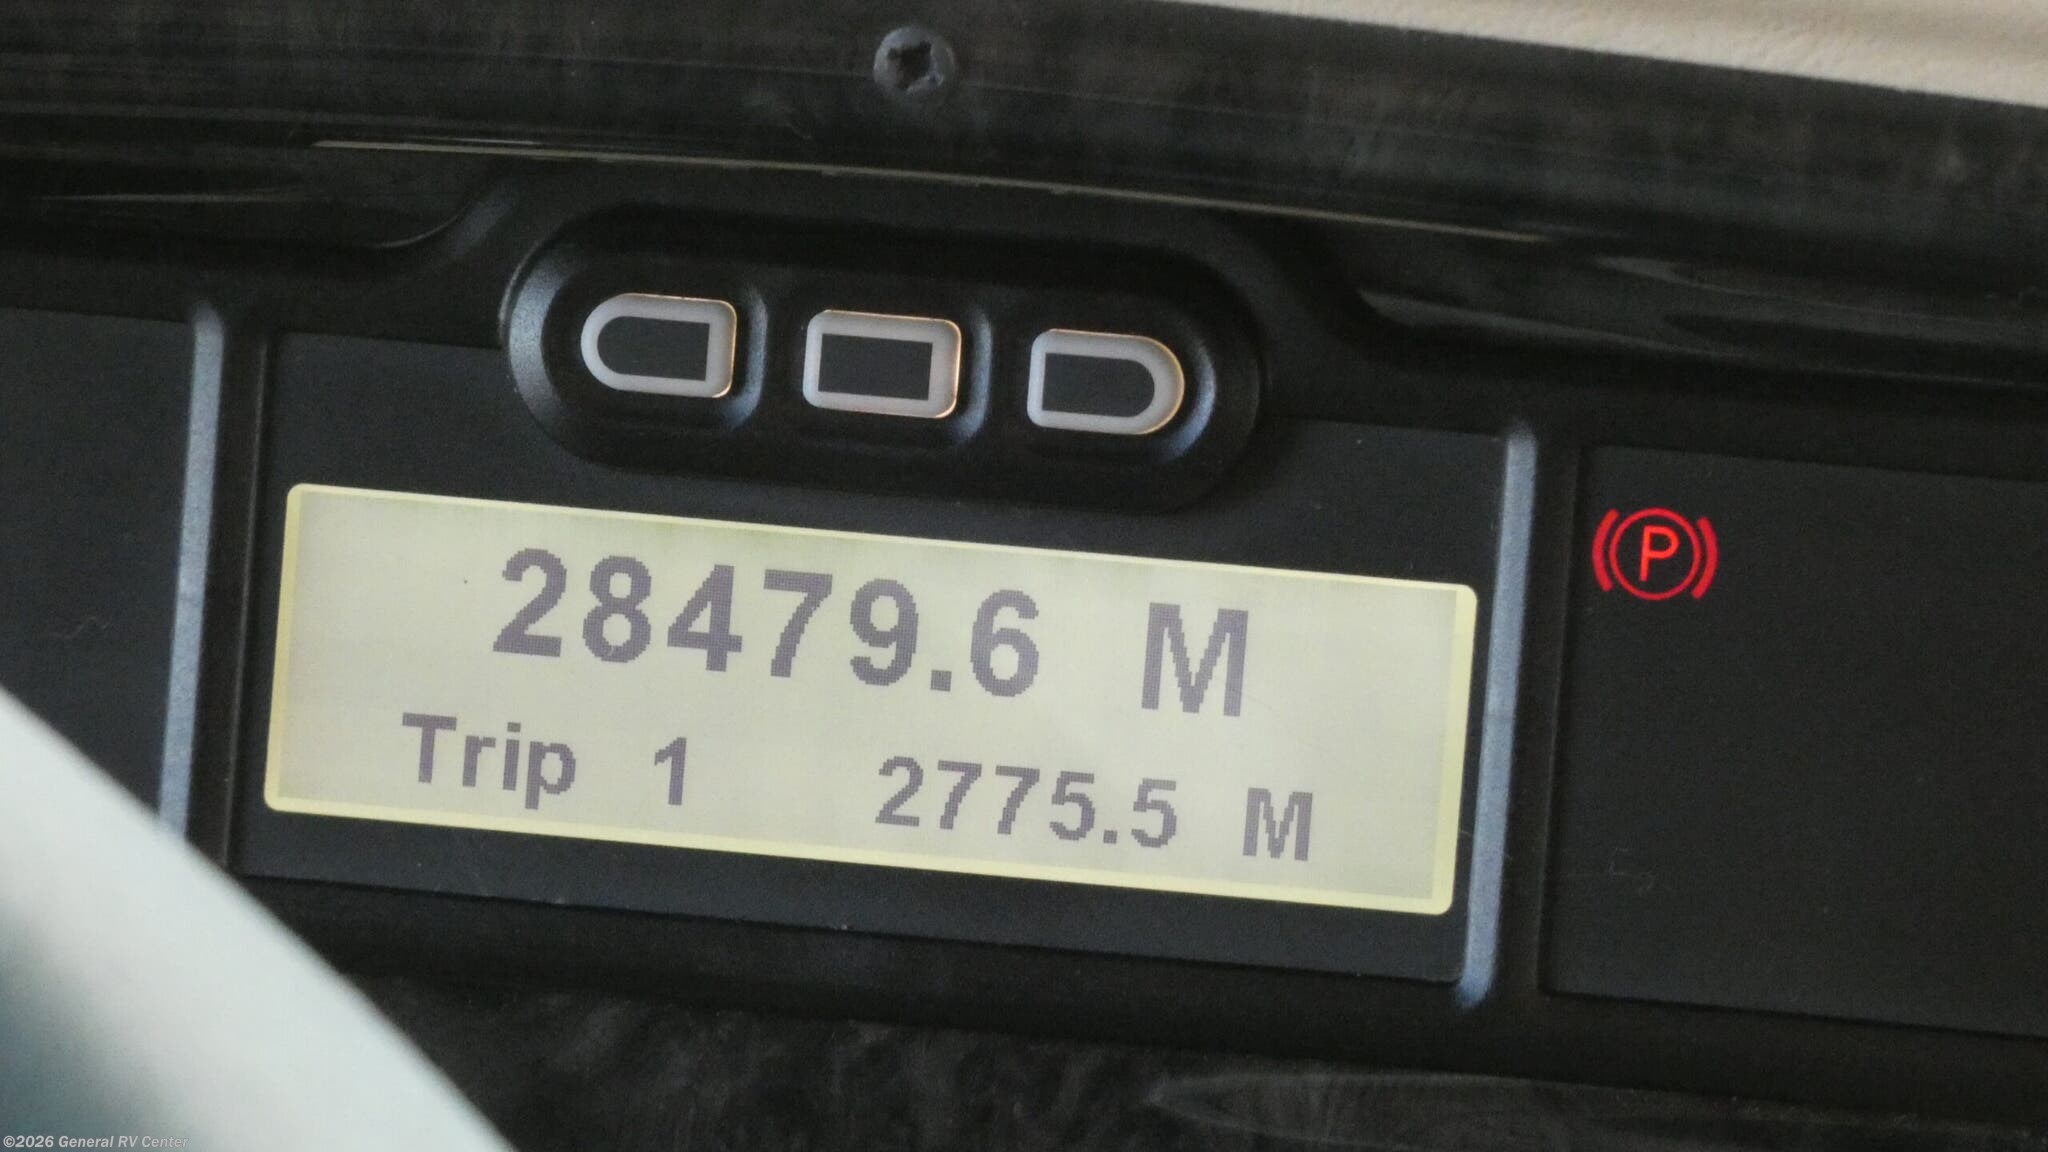 28479.6 M
P
Trip 1 2775.5 M
©2026 General RV Center